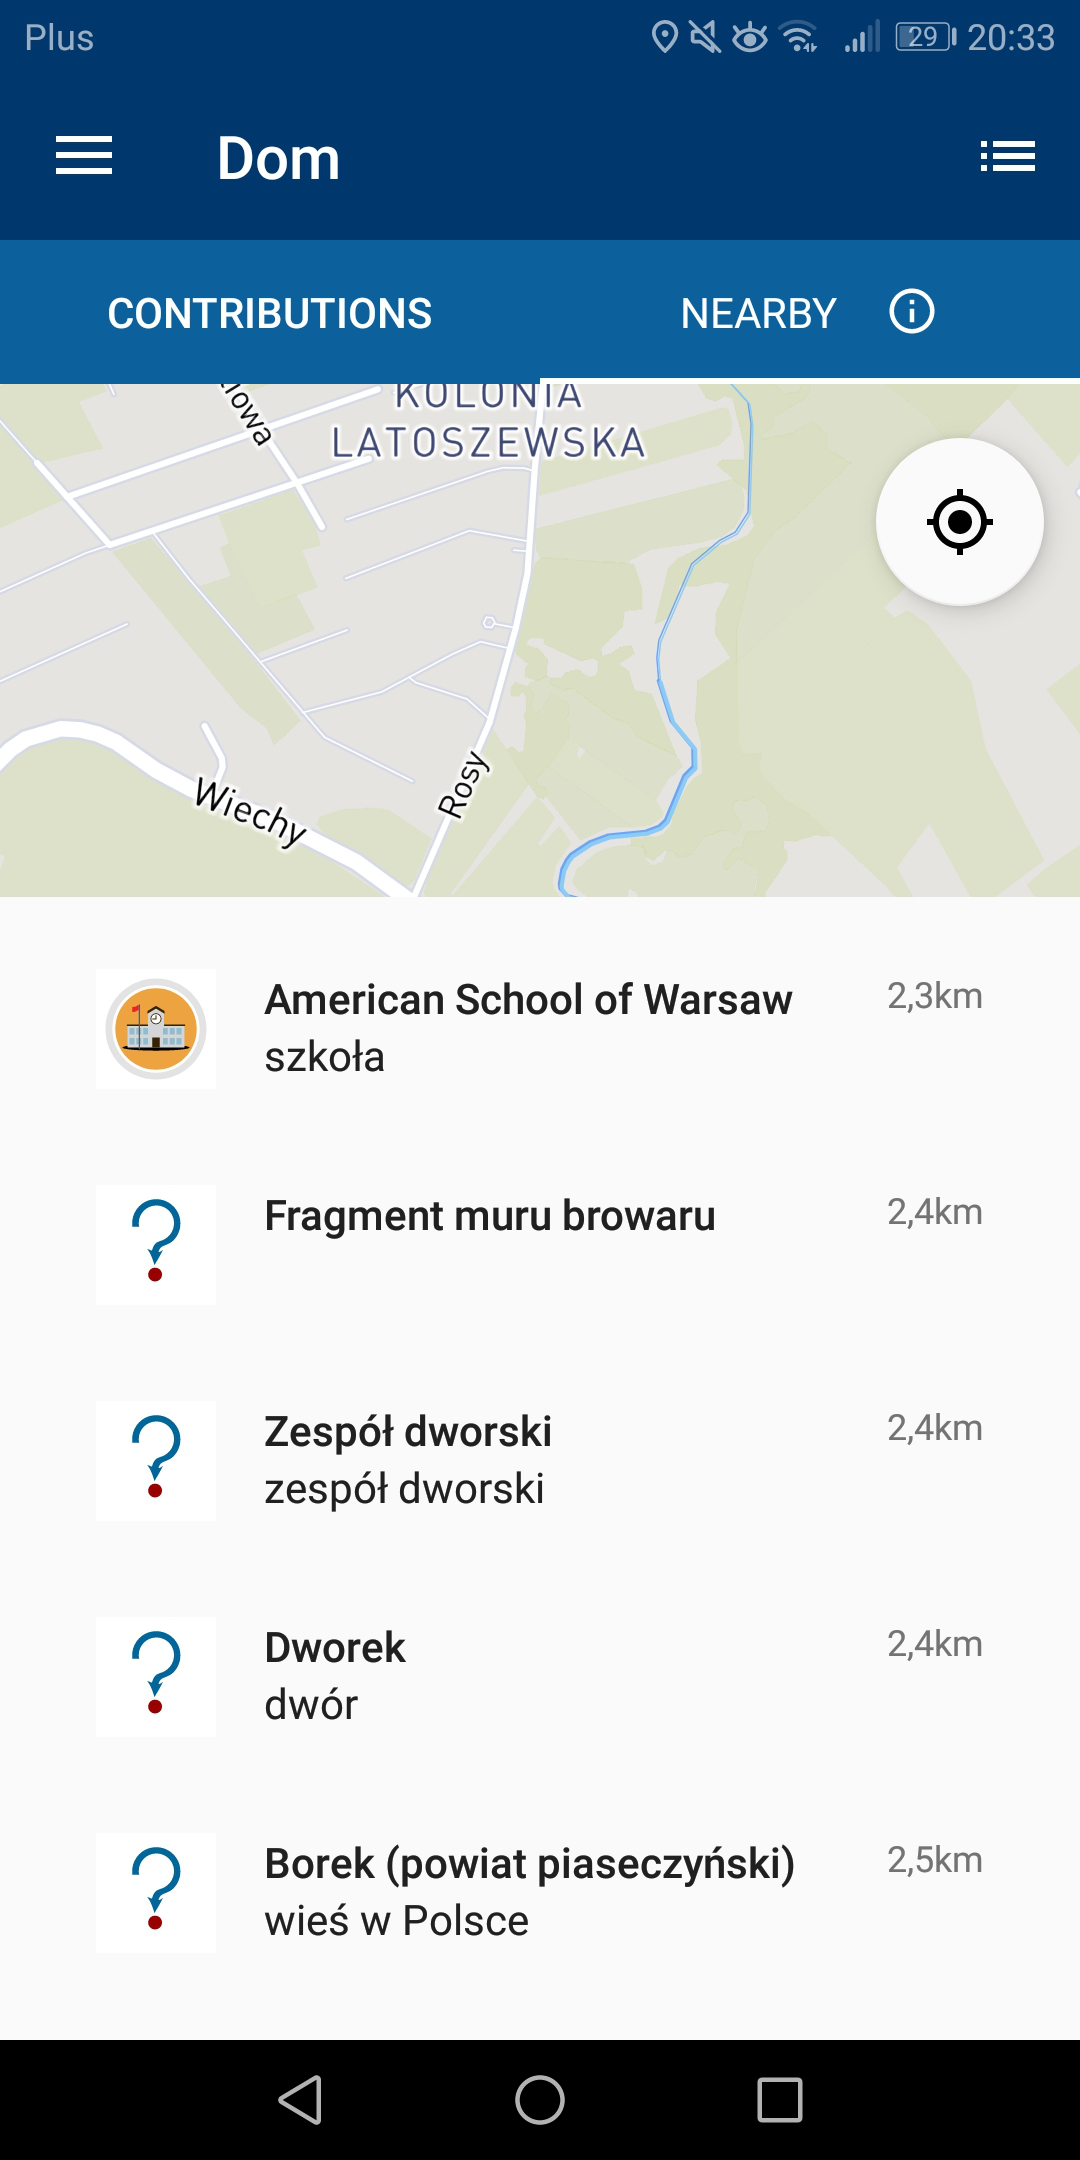 Plus
29 20:33
Dom
CONTRIBUTIONS
NEARBY
KOLONIA
LATOSZEWSKA
Wiechy
Rosy
American School of Warsaw
2,3km
szkoła
Fragment muru browaru
2,4km
Zespół dworski
2,4km
zespół dworski
Dworek
2,4km
dwór
Borek (powiat piaseczyński)
2,5km
wieś w Polsce